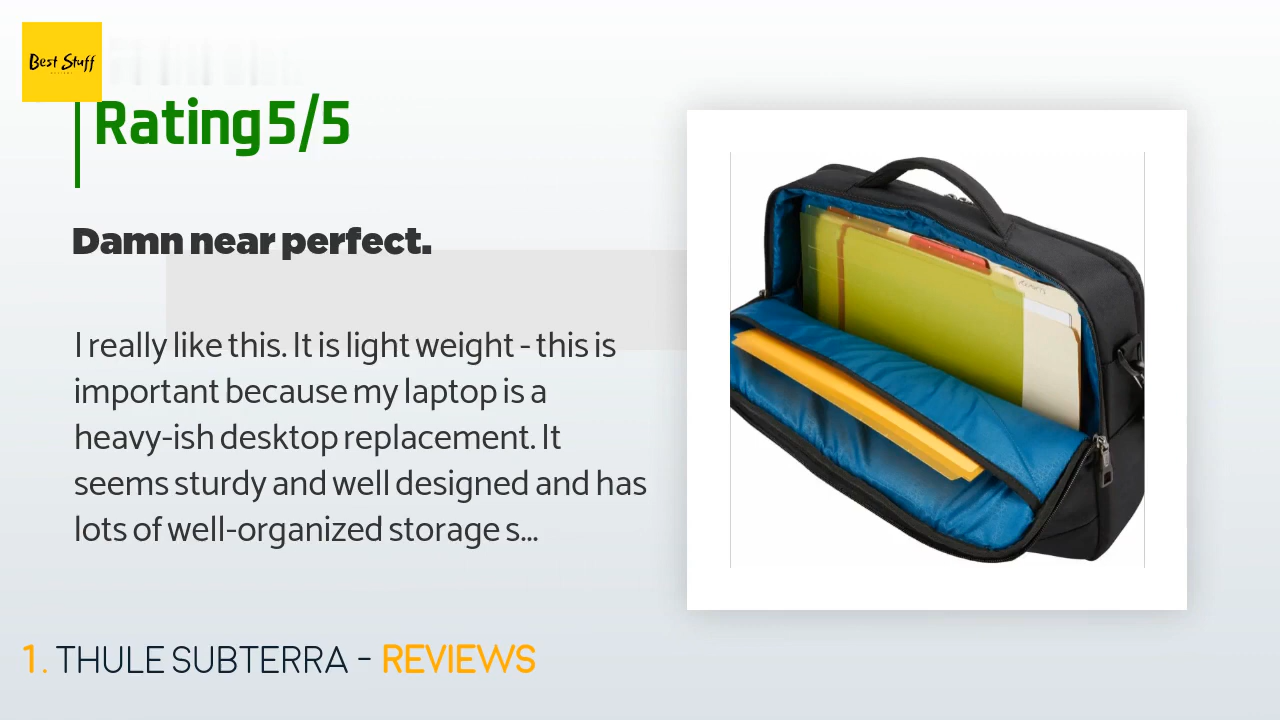 Best Stuff
Rating 5/5
Damn near perfect.
I really like this. It is light weight - this is
important because my laptop is a
heavy-ish desktop replacement. It
seems sturdy and well designed and has
lots of well-organized storage s...
1. THULE SUBTERRA - REVIEWS